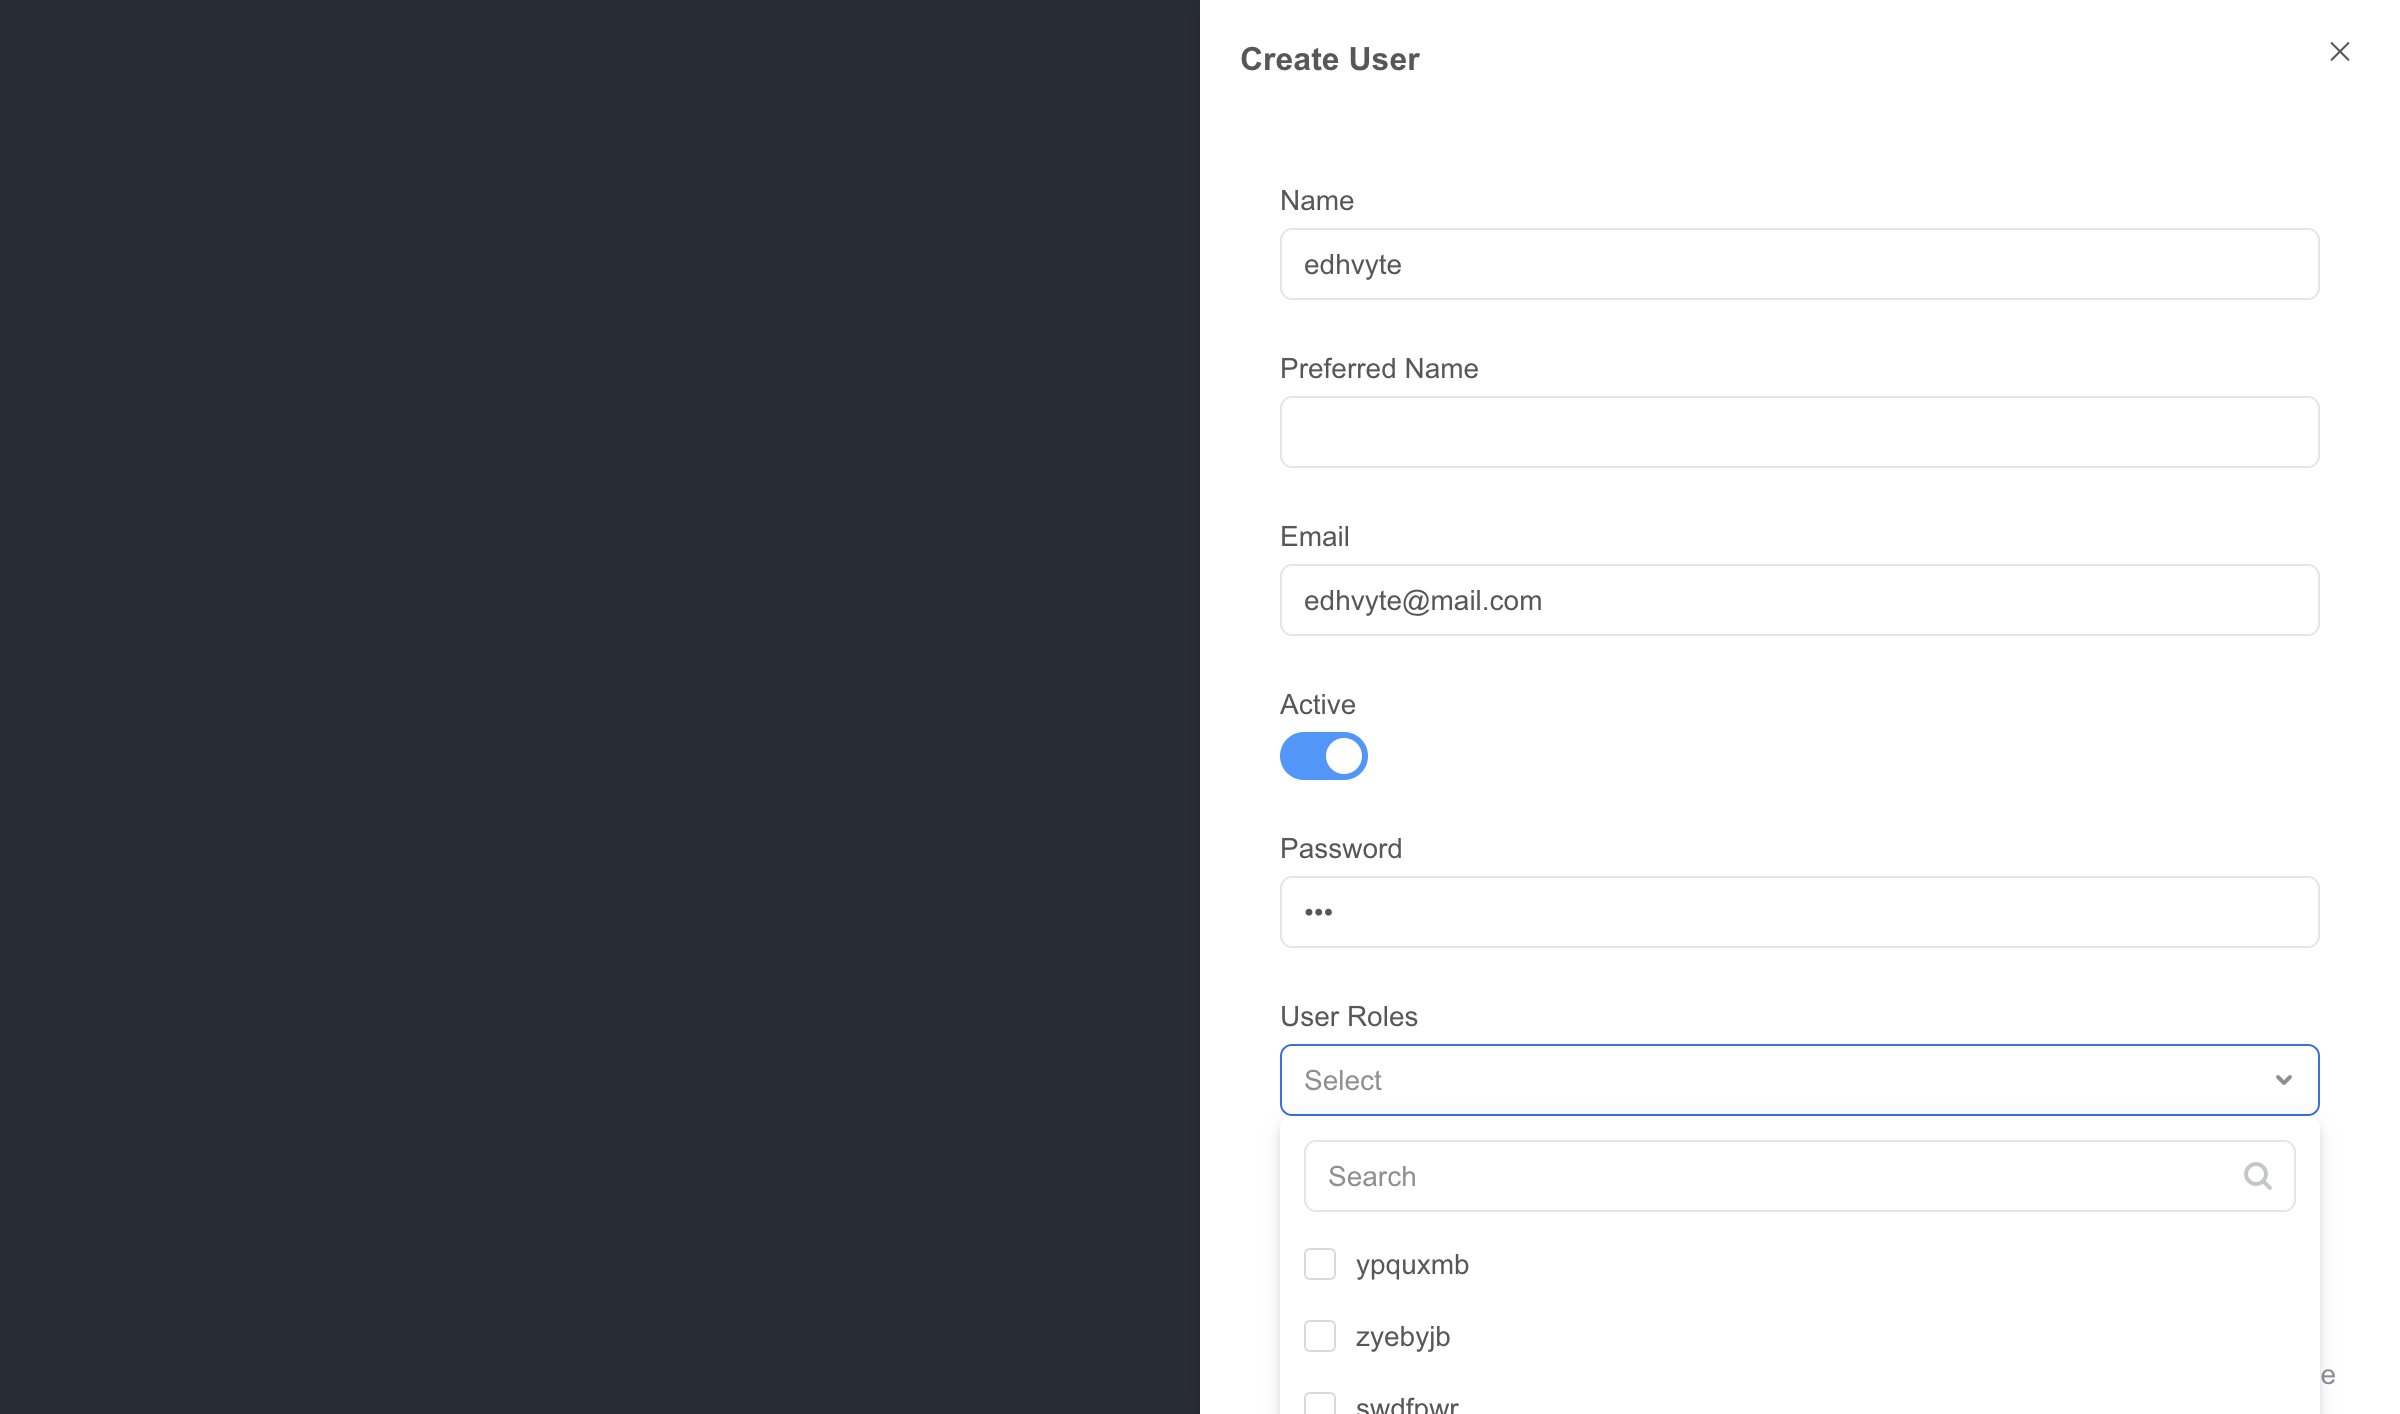 Create User
Name
edhvyte
Preferred Name
Email
edhvyte@mail.com
Active
Password
•••
User Roles
Select
Search
ypquxmb
zyebyjb
swdfpwr
e